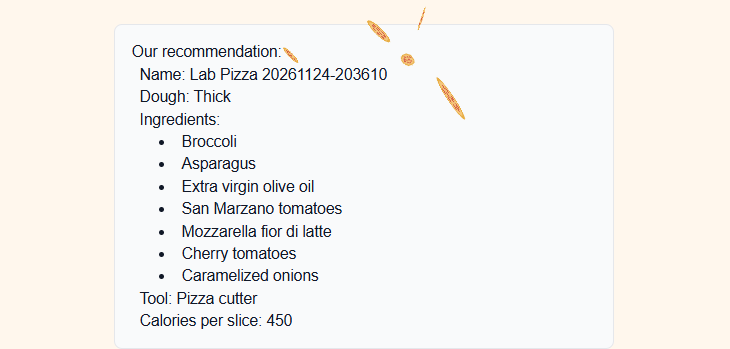 Our recommendation:
Name: Lab Pizza 20261124-203610
Dough: Thick
Ingredients:
• Broccoli
• Asparagus
• Extra virgin olive oil
• San Marzano tomatoes
• Mozzarella fior di latte
• Cherry tomatoes
• Caramelized onions
Tool: Pizza cutter
Calories per slice: 450